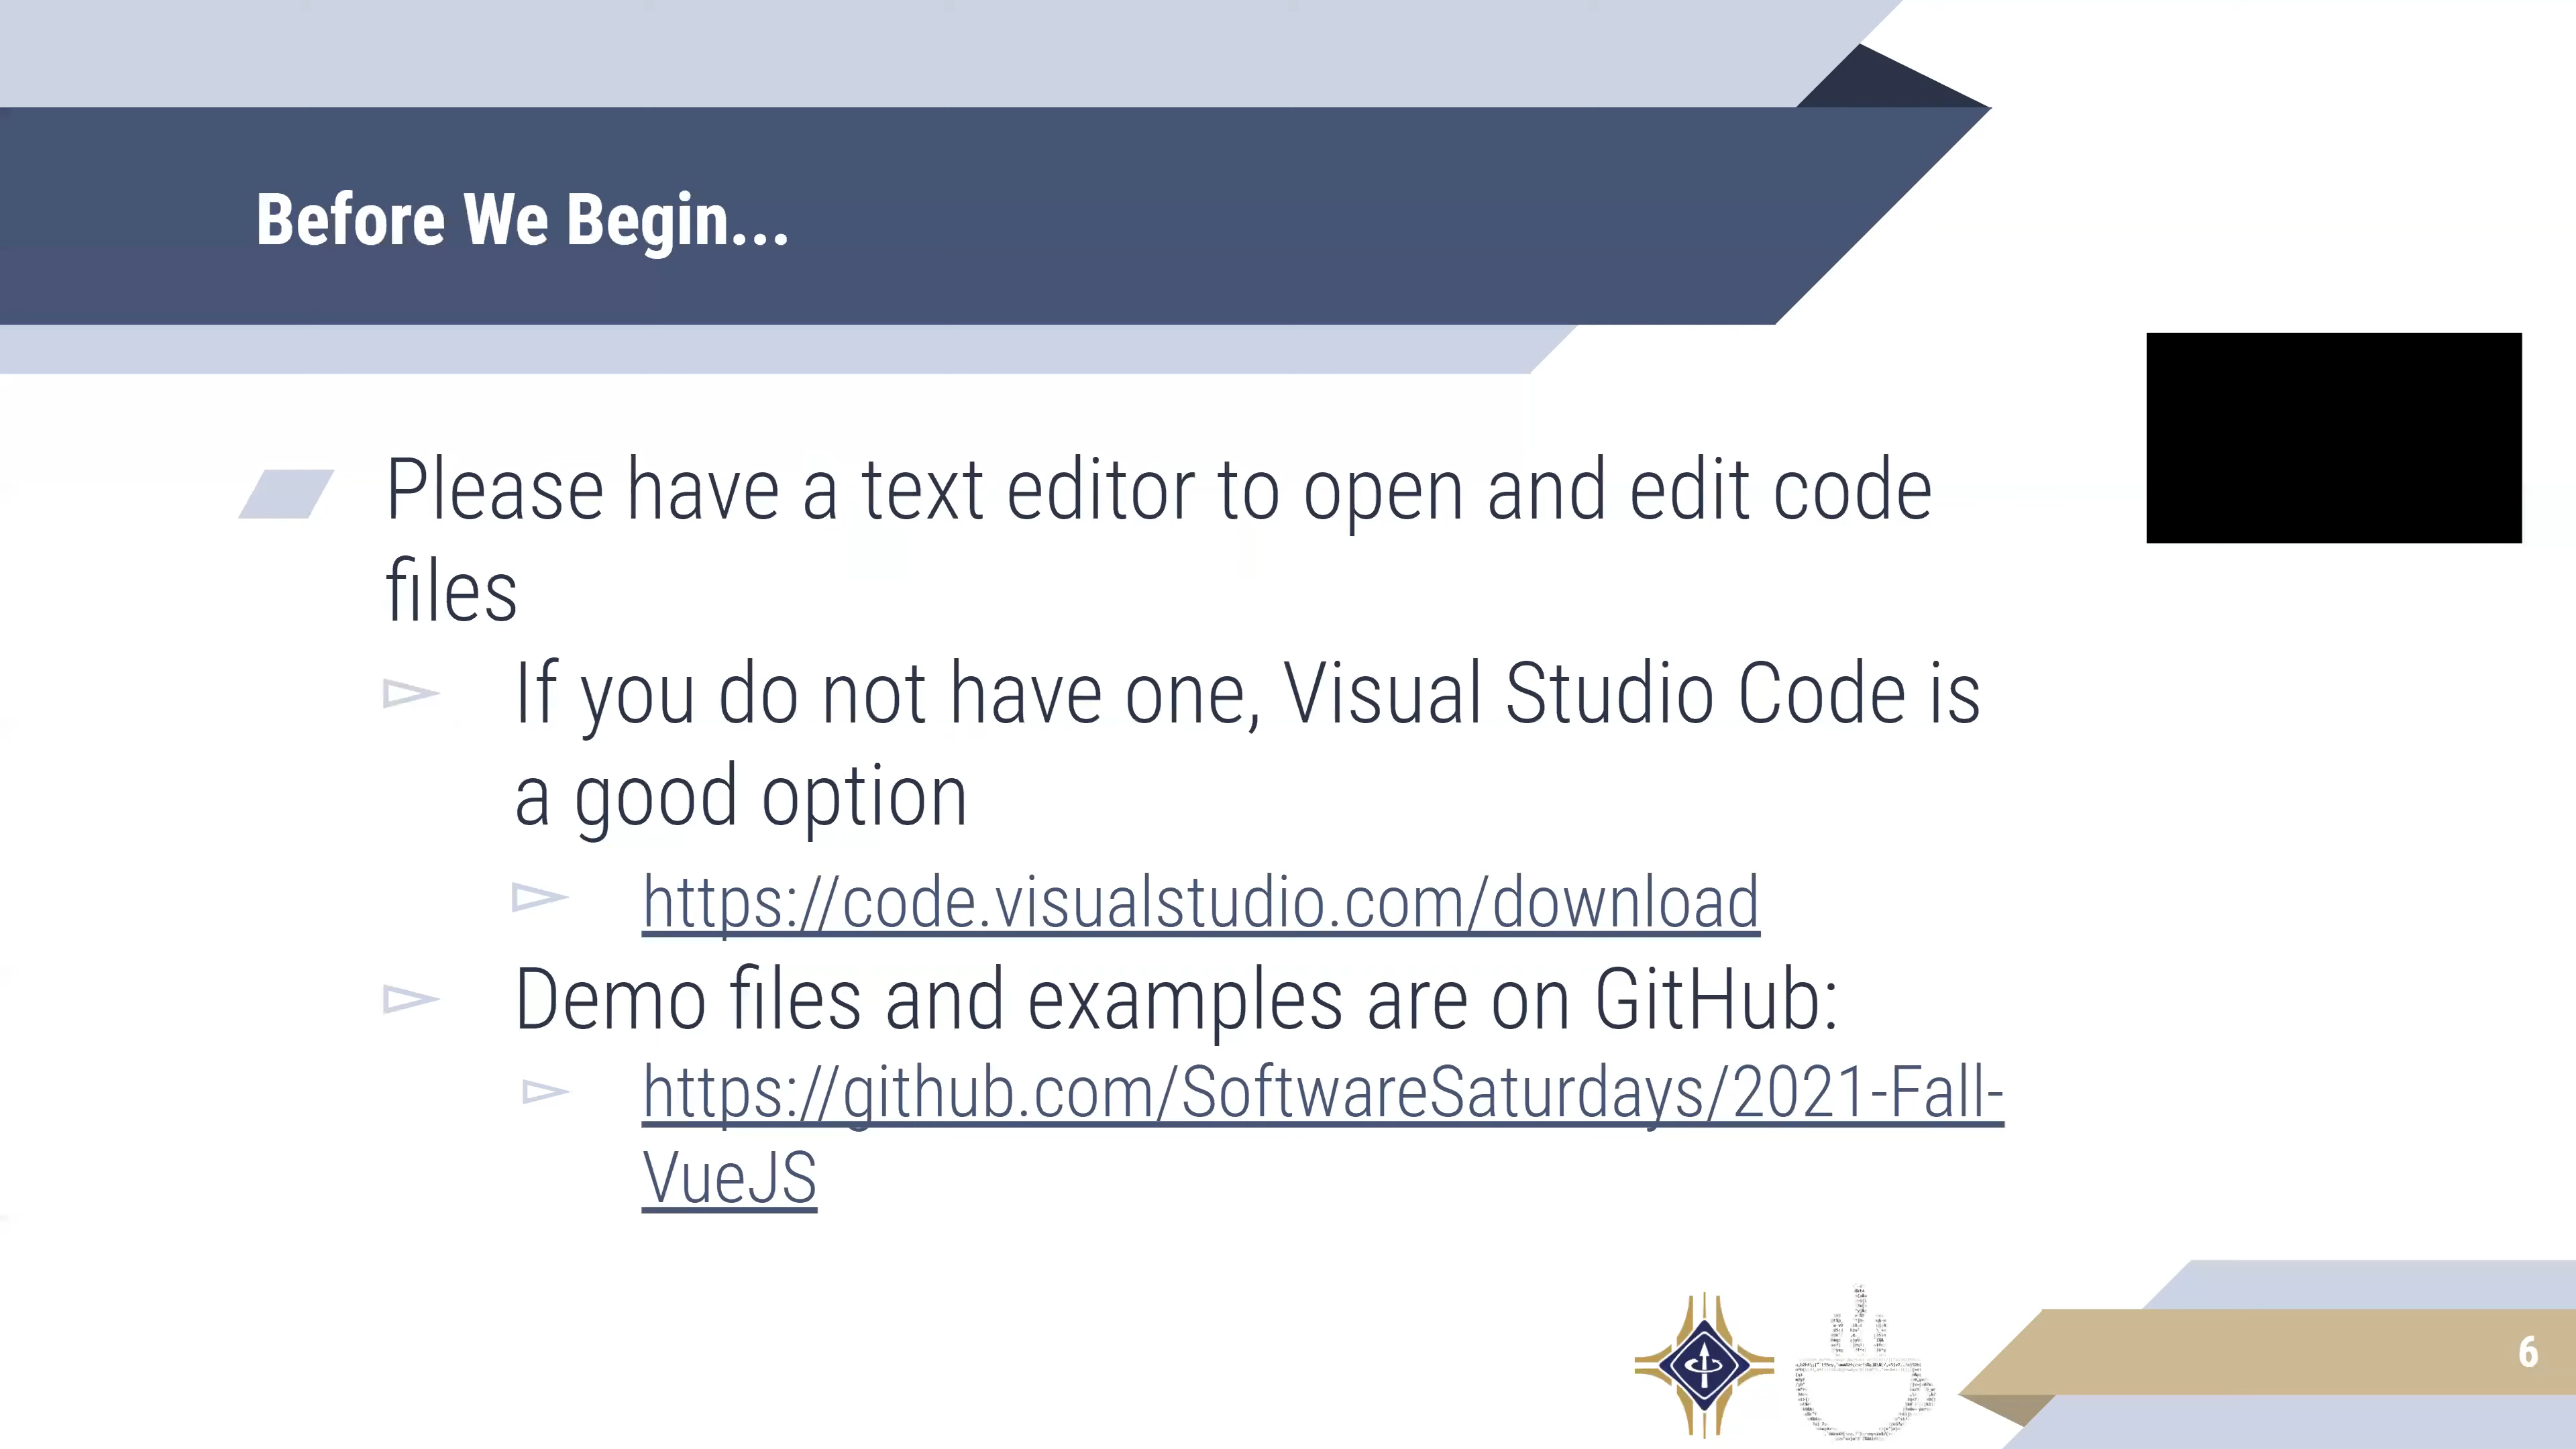 Before We Begin...
Please have a text editor to open and edit code
files
If you do not have one, Visual Studio Code is
a good option
https://code.visualstudio.com/download
Demo files and examples are on GitHub:
https://github.com/SoftwareSaturdays/2021-Fall-
VueJS
6